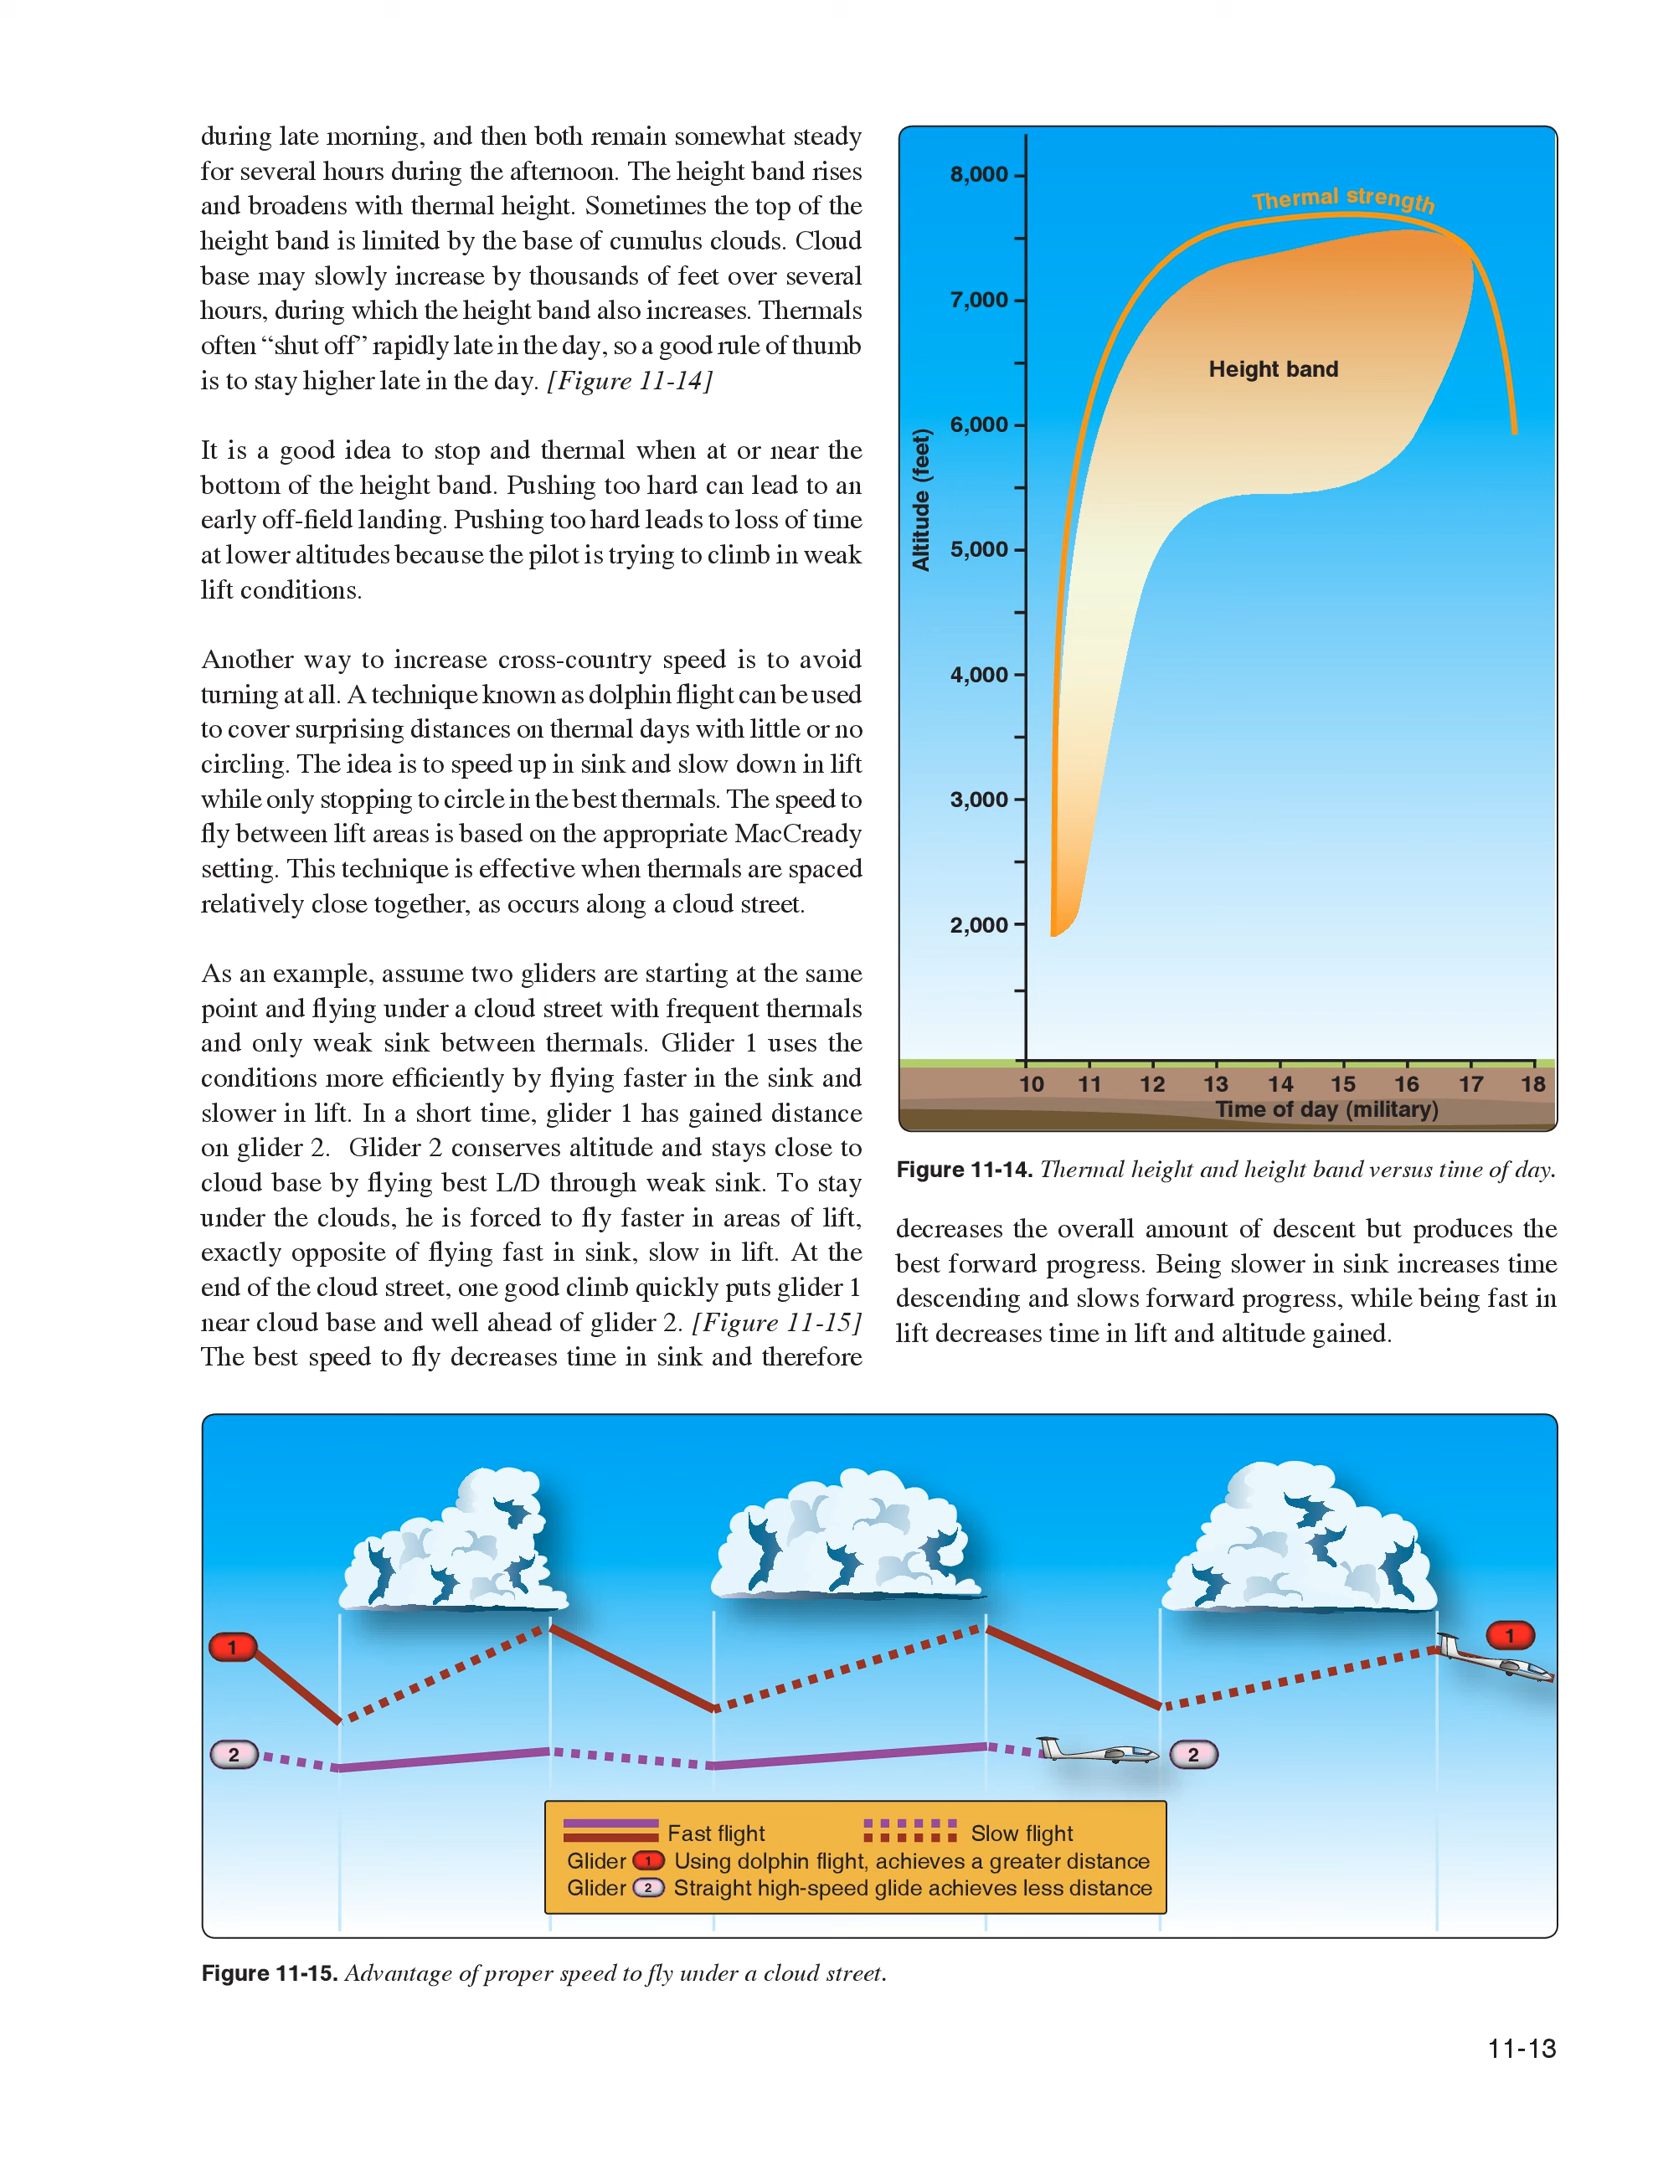 during late morning, and then both remain somewhat steady
for several hours during the afternoon. The height band rises
and broadens with thermal height. Sometimes the top of the
height band is limited by the base of cumulus clouds. Cloud
base may slowly increase by thousands of feet over several
hours, during which the height band also increases. Thermals
often “shut off” rapidly late in the day, so a good rule of thumb
is to stay higher late in the day. [Figure 11-14]
It is a good idea to stop and thermal when at or near the
bottom of the height band. Pushing too hard can lead to an
early off-field landing. Pushing too hard leads to loss of time
at lower altitudes because the pilot is trying to climb in weak
lift conditions.
Another way to increase cross-country speed is to avoid
turning at all. A technique known as dolphin flight can be used
to cover surprising distances on thermal days with little or no
circling. The idea is to speed up in sink and slow down in lift
while only stopping to circle in the best thermals. The speed to
fly between lift areas is based on the appropriate MacCready
setting. This technique is effective when thermals are spaced
relatively close together, as occurs along a cloud street.
As an example, assume two gliders are starting at the same
point and flying under a cloud street with frequent thermals
and only weak sink between thermals. Glider 1 uses the
conditions more efficiently by flying faster in the sink and
slower in lift. In a short time, glider 1 has gained distance
on glider 2. Glider 2 conserves altitude and stays close to
cloud base by flying best L/D through weak sink. To stay
under the clouds, he is forced to fly faster in areas of lift,
exactly opposite of flying fast in sink, slow in lift. At the
end of the cloud street, one good climb quickly puts glider 1
near cloud base and well ahead of glider 2. [Figure 11-15]
The best speed to fly decreases time in sink and therefore
Thermal strength
Height band
Altitude (feet)
8,000
7,000
6,000
5,000
4,000
3,000
2,000
10 11 12 13 14 15 16 17 18
Time of day (military)
Figure 11-14. Thermal height and height band versus time of day.
decreases the overall amount of descent but produces the
best forward progress. Being slower in sink increases time
descending and slows forward progress, while being fast in
lift decreases time in lift and altitude gained.
1
1
2
2
Fast flight Slow flight
Glider 1 Using dolphin flight, achieves a greater distance
Glider 2 Straight high-speed glide achieves less distance
Figure 11-15. Advantage of proper speed to fly under a cloud street.
11-13